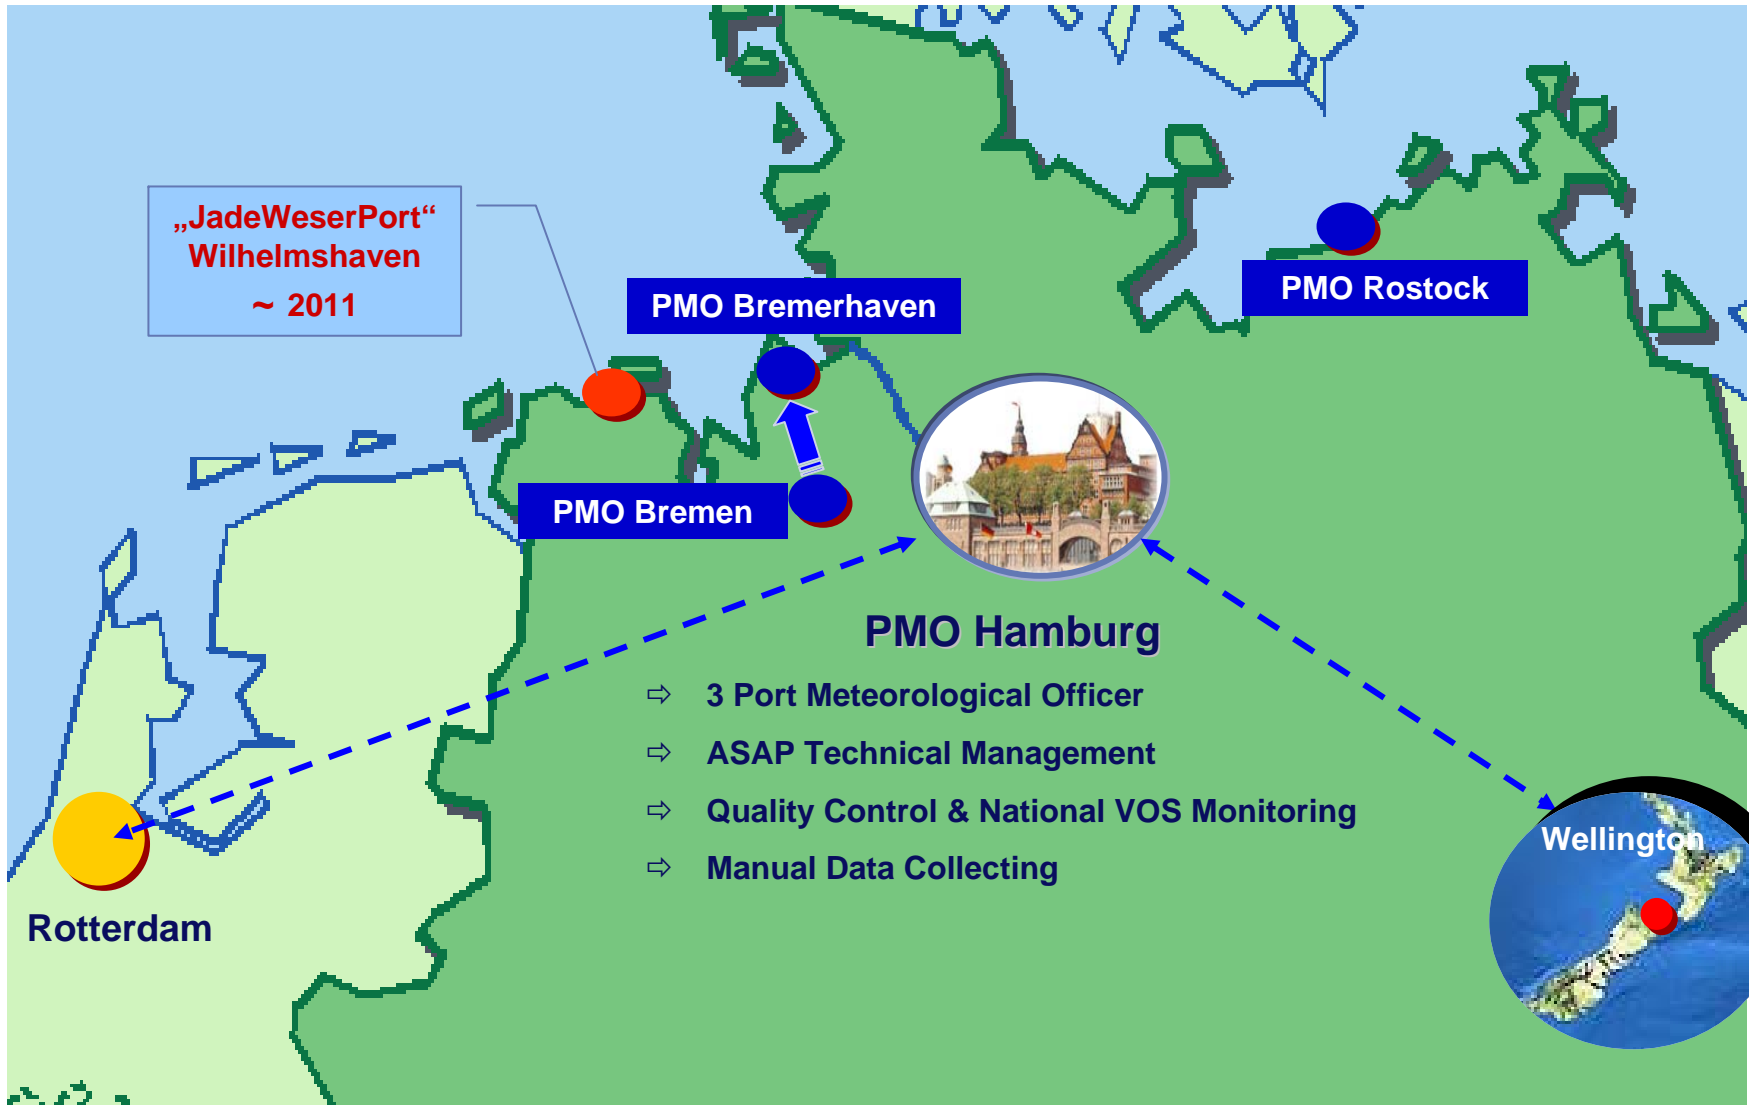 „JadeWeserPort“
Wilhelmshaven
~ 2011
PMO Bremerhaven
PMO Rostock
PMO Bremen
PMO Hamburg
⇨ 3 Port Meteorological Officer
⇨ ASAP Technical Management
⇨ Quality Control & National VOS Monitoring
⇨ Manual Data Collecting
Wellington
Rotterdam